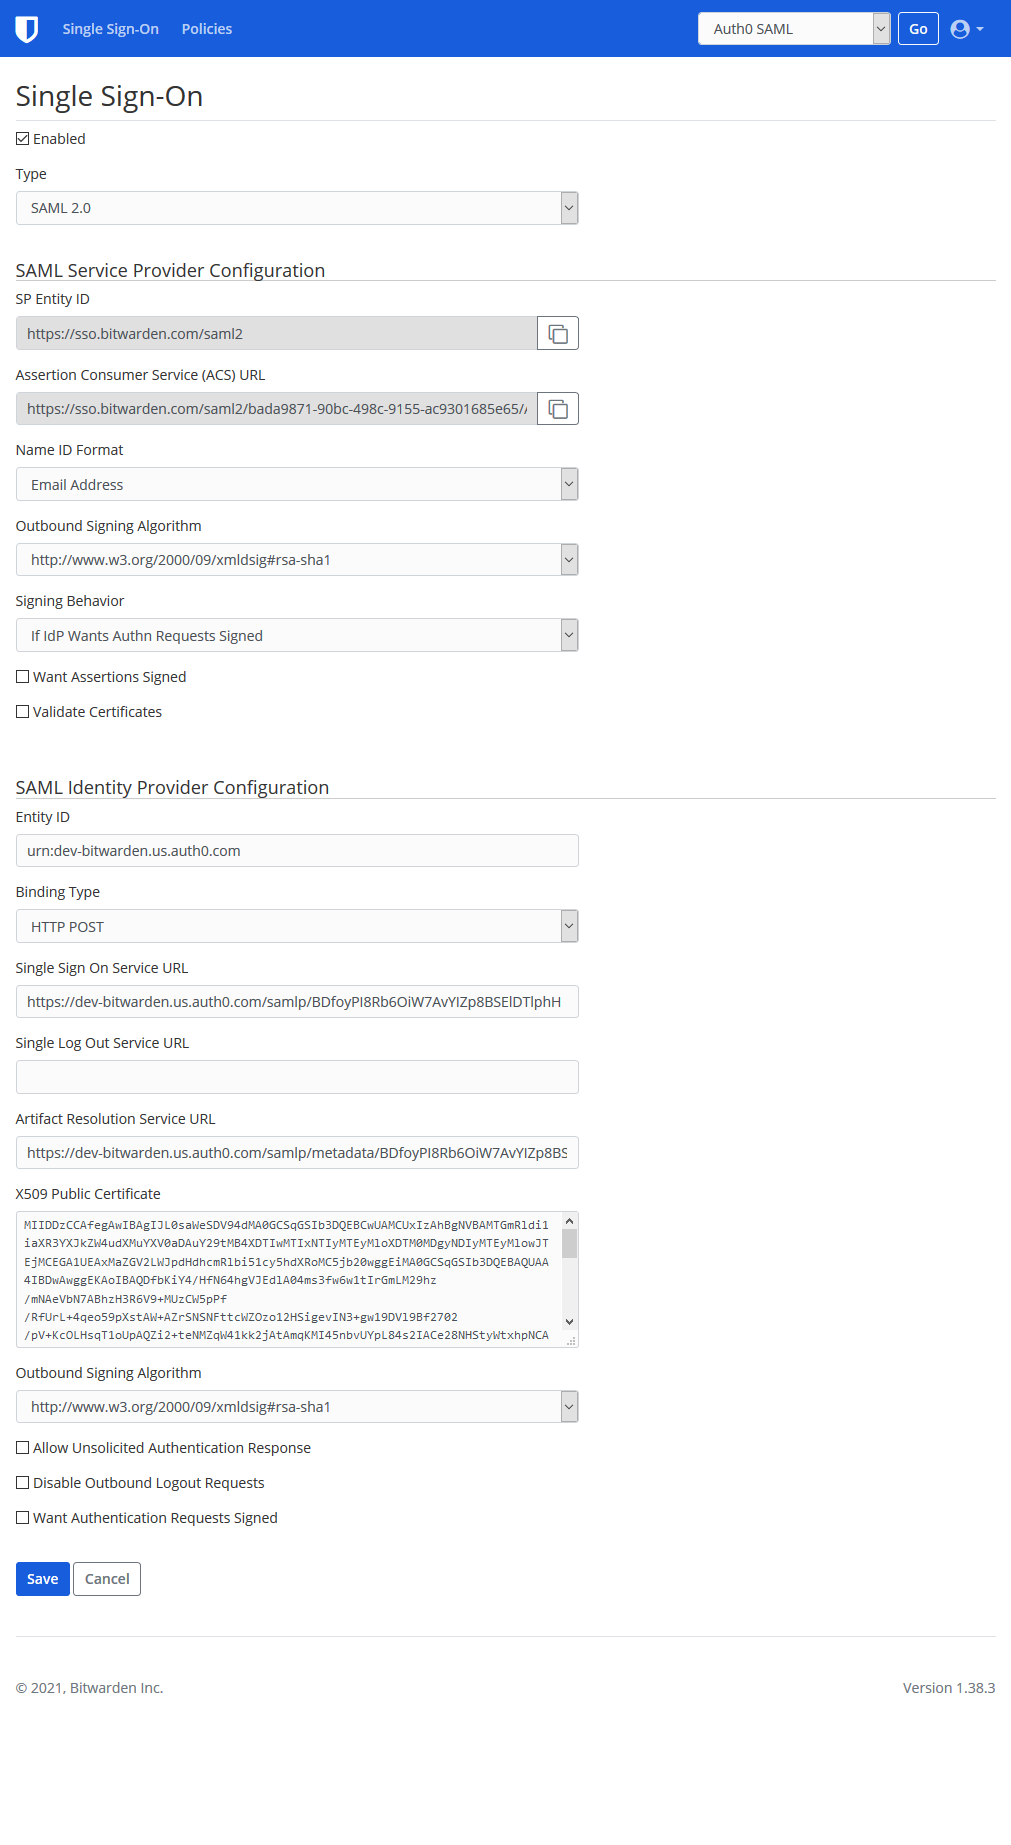 Single Sign-On Policies Auth0 SAML Go
Single Sign-On
Enabled
Type
SAML 2.0
SAML Service Provider Configuration
SP Entity ID
https://sso.bitwarden.com/saml2
Assertion Consumer Service (ACS) URL
https://sso.bitwarden.com/saml2/bada9871-90bc-498c-9155-ac9301685e65/
Name ID Format
Email Address
Outbound Signing Algorithm
http://www.w3.org/2000/09/xmldsig#rsa-sha1
Signing Behavior
If IdP Wants Authn Requests Signed
Want Assertions Signed
Validate Certificates
SAML Identity Provider Configuration
Entity ID
urn:dev-bitwarden.us.auth0.com
Binding Type
HTTP POST
Single Sign On Service URL
https://dev-bitwarden.us.auth0.com/samlp/BDfoyPI8Rb6OiW7AvYIZp8BSElDTlphH
Single Log Out Service URL
Artifact Resolution Service URL
https://dev-bitwarden.us.auth0.com/samlp/metadata/BDfoyPI8Rb6OiW7AvYIZp8BS
X509 Public Certificate
MIIDDzCCAfegAwIBAgIJL0saWeSDV94dMA0GCSqGSIb3DQEBCwUAMCUxIzAhBgNVBAMTGmRldi1
iaXR3YXJkZW4udXMuYXV0aDAuY29tMB4XDTIwMTIxNTIyMTEyMloXDTM0MDgyNDIyMTEyMlowJT
EjMCEGA1UEAxMaZGV2LWJpdHdhcmRlbi51cy5hdXRoMC5jb20wggEiMA0GCSqGSIb3DQEBAQUAA
4IBDwAwggEKAoIBAQDfbKiY4/HfN64hgVJEdlA04ms3fw6w1tIrGmLM29hz
/mNAeVbN7ABhzH3R6V9+MUzCW5pPf
/RfUrL+4qeo59pXstAW+AZrSNSNFttcWZOzo12HSigevIN3+gw19DVl9Bf2702
/pV+KcOLHsqT1oUpAQZi2+teNMZqW41kk2jAtAmqKMI45nbvUYpL84s2IACe28NHStyWtxhpNCA
Outbound Signing Algorithm
http://www.w3.org/2000/09/xmldsig#rsa-sha1
Allow Unsolicited Authentication Response
Disable Outbound Logout Requests
Want Authentication Requests Signed
Save Cancel
© 2021, Bitwarden Inc. Version 1.38.3